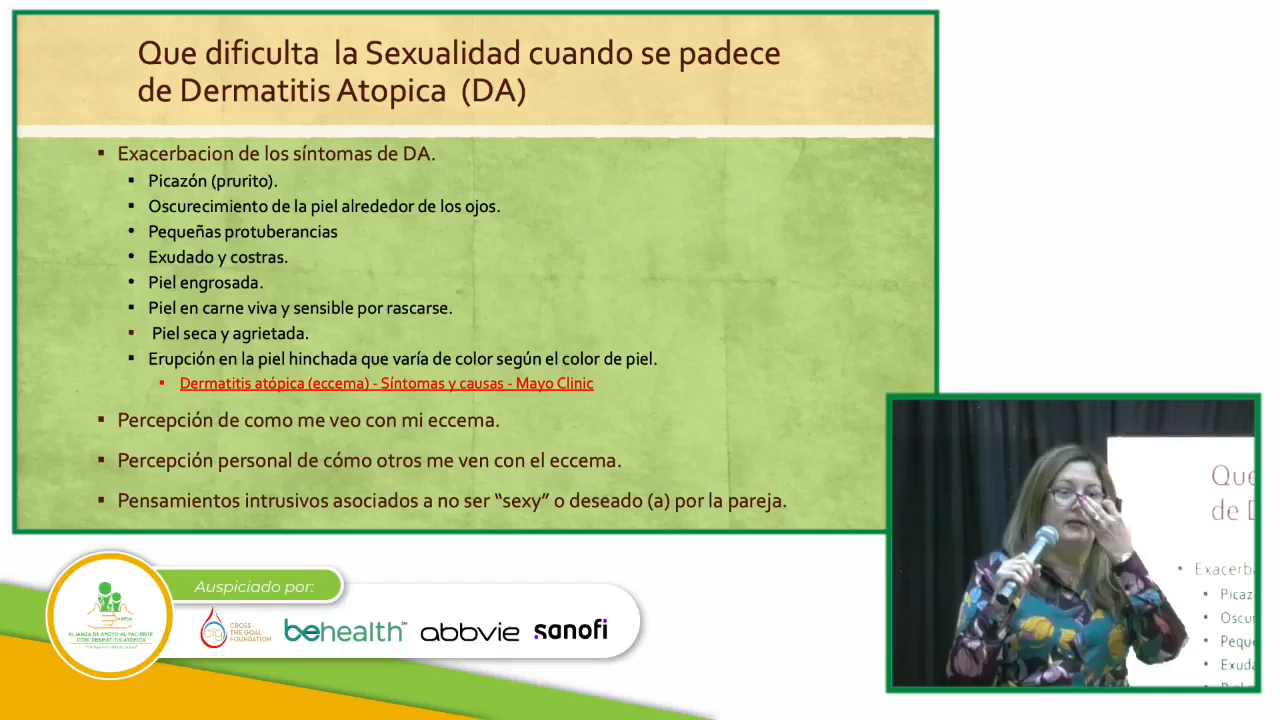 Que dificulta la Sexualidad cuando se padece
de Dermatitis Atopica (DA)
Exacerbacion de los síntomas de DA.
Picazón (prurito).
Oscurecimiento de la piel alrededor de los ojos.
Pequeñas protuberancias
Exudado y costras.
Piel engrosada.
Piel en carne viva y sensible por rascarse.
Piel seca y agrietada.
Erupción en la piel hinchada que varía de color según el color de piel.
Dermatitis atópica (eccema) - Síntomas y causas - Mayo Clinic
Percepción de como me veo con mi eccema.
Percepción personal de cómo otros me ven con el eccema.
Pensamientos intrusivos asociados a no ser “sexy” o deseado (a) por la pareja.
Que
de D
Exacerba
Picaz
Oscur
Peque
Exuda
Auspiciado por:
ALIANZA DE APOYO AL PACIENTE
CON DERMATITIS ATOPICA
CROSS
THE GOAL
FOUNDATION
behealth
abbvie
sanofi